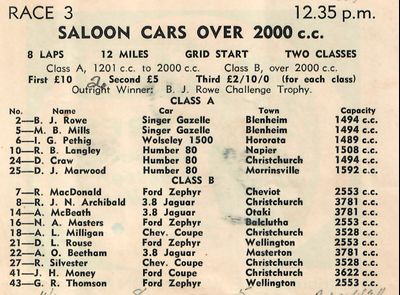 RACE 3 12.35 p.m.
SALOON CARS OVER 2000 c.c.
8 LAPS 12 MILES GRID START TWO CLASSES
Class A, 1201 c.c. to 2000 c.c. Class B, over 2000 c.c.
First £10 Second £5 Third £2/10/0 (for each class)
Outright Winner: B. J. Rowe Challenge Trophy.
CLASS A
No. Name Car Town Capacity
2—B. J. Rowe Singer Gazelle Blenheim 1494 c.c.
5—M. B. Mills Singer Gazelle Blenheim 1494 c.c.
6—I. G. Pethig Wolseley 1500 Hororata 1489 c.c.
10—R. B. Langley Humber 80 Napier 1508 c.c.
24—D. Craw Humber 80 Christchurch 1494 c.c.
25—D. J. Marwood Humber 80 Morrinsville 1592 c.c.
CLASS B
7—R. MacDonald Ford Zephyr Cheviot 2553 c.c.
8—R. J. N. Archibald 3.8 Jaguar Christchurch 3781 c.c.
14—A. McBeath 3.8 Jaguar Otaki 3781 c.c.
16—N. A. Masters Ford Zephyr Balclutha 2553 c.c.
18—A. L. Milligan Chev. Coupe Christchurch 3528 c.c.
21—D. L. Rouse Ford Zephyr Wellington 2553 c.c.
22—A. O. Beetham 3.8 Jaguar Masterton 3781 c.c.
27—R. Silvester Chev. Coupe Christchurch 3528 c.c.
41—J. H. Money Ford Coupe Christchurch 3622 c.c.
43—G. R. Thomson Ford Zephyr Wellington 2553 c.c.